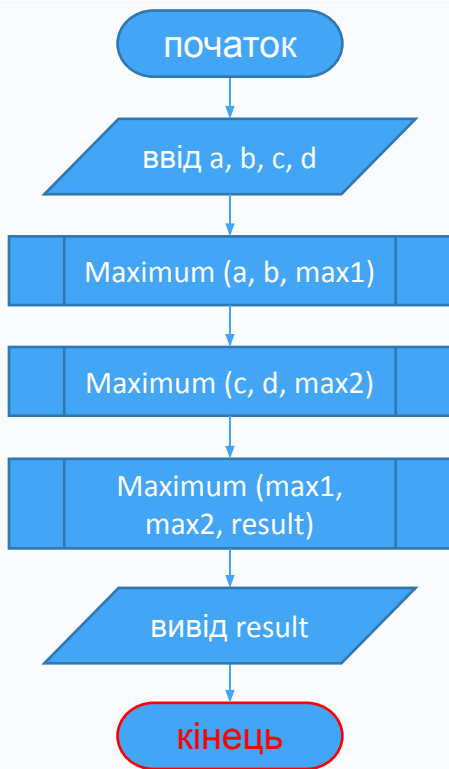 початок
ввід a, b, c, d
Maximum (a, b, max1)
Maximum (c, d, max2)
Maximum (max1,
max2, result)
вивід result
кінець